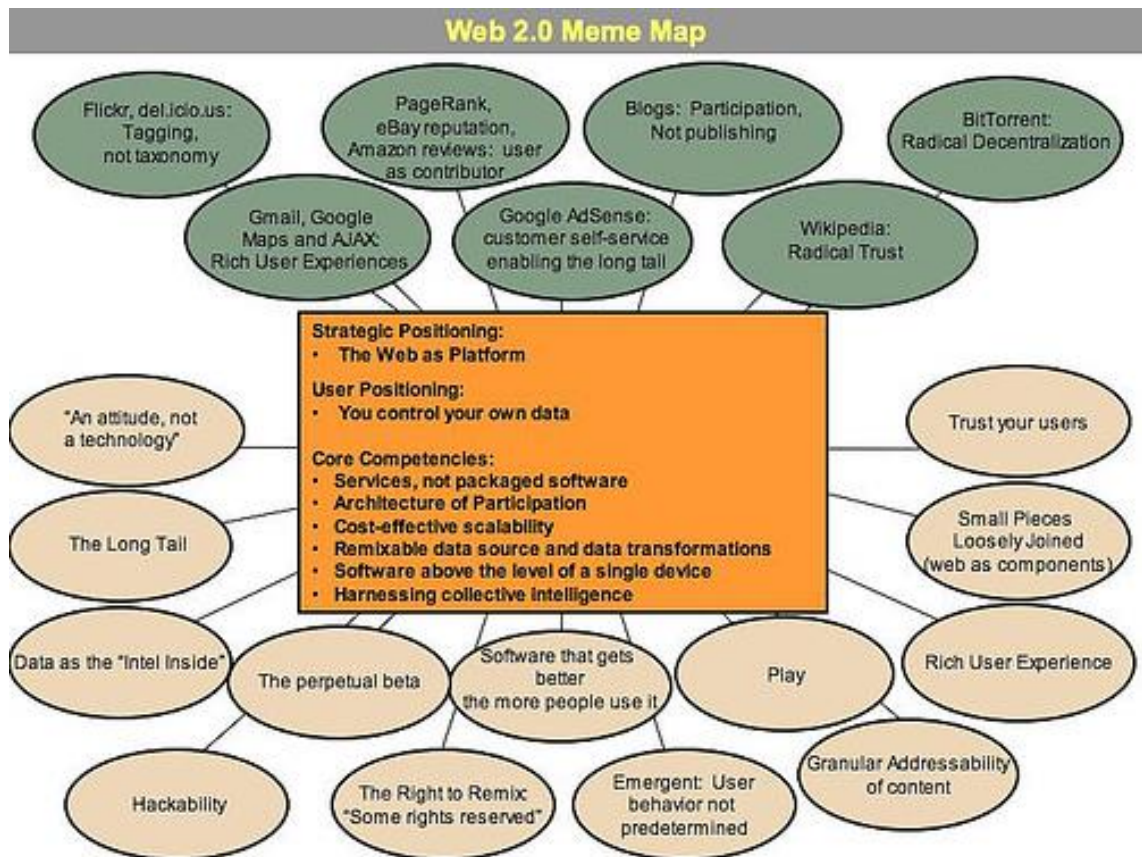 Web 2.0 Meme Map
Flickr, del.icio.us:
Tagging,
not taxonomy
PageRank,
eBay reputation,
Amazon reviews: user
as contributor
Blogs: Participation,
Not publishing
BitTorrent:
Radical Decentralization
Gmail, Google
Maps and AJAX:
Rich User Experiences
Google AdSense:
customer self-service
enabling the long tail
Wikipedia:
Radical Trust
Strategic Positioning:
• The Web as Platform
User Positioning:
• You control your own data
Core Competencies:
• Services, not packaged software
• Architecture of Participation
• Cost-effective scalability
• Remixable data source and data transformations
• Software above the level of a single device
• Harnessing collective intelligence
"An attitude, not
a technology"
Trust your users
The Long Tail
Small Pieces
Loosely Joined
(web as components)
Data as the "Intel Inside"
The perpetual beta
Software that gets
better
the more people use it
Play
Rich User Experience
Hackability
The Right to Remix:
"Some rights reserved"
Emergent: User
behavior not
predetermined
Granular Addressability
of content